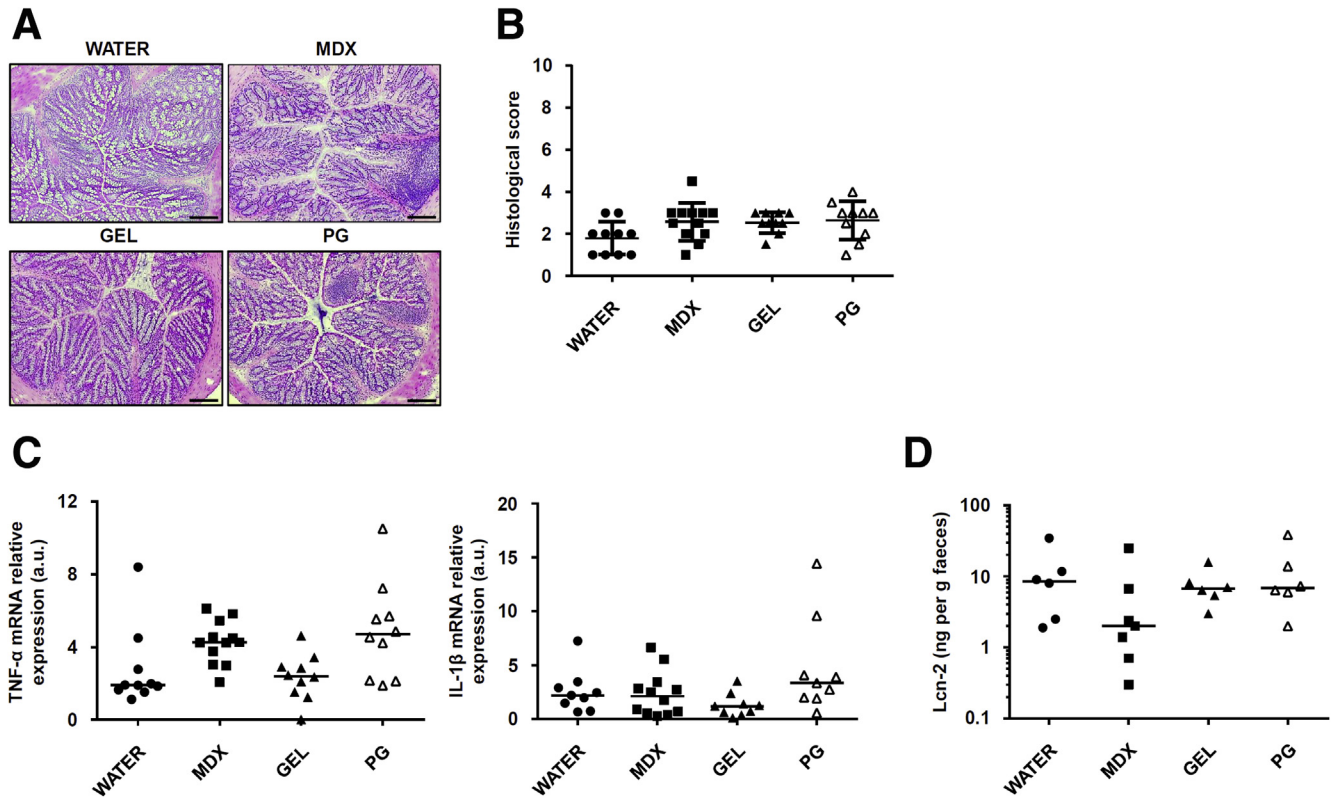 A
WATER
MDX
GEL
PG
B
Histological score
10
8
6
4
2
0
WATER
MDX
GEL
PG
C
TNF-α mRNA relative
expression (a.u.)
12
8
4
0
WATER
MDX
GEL
PG
IL-1β mRNA relative
expression (a.u.)
20
15
10
5
0
WATER
MDX
GEL
PG
D
Lcn-2 (ng per g faeces)
100
10
1
0.1
WATER
MDX
GEL
PG